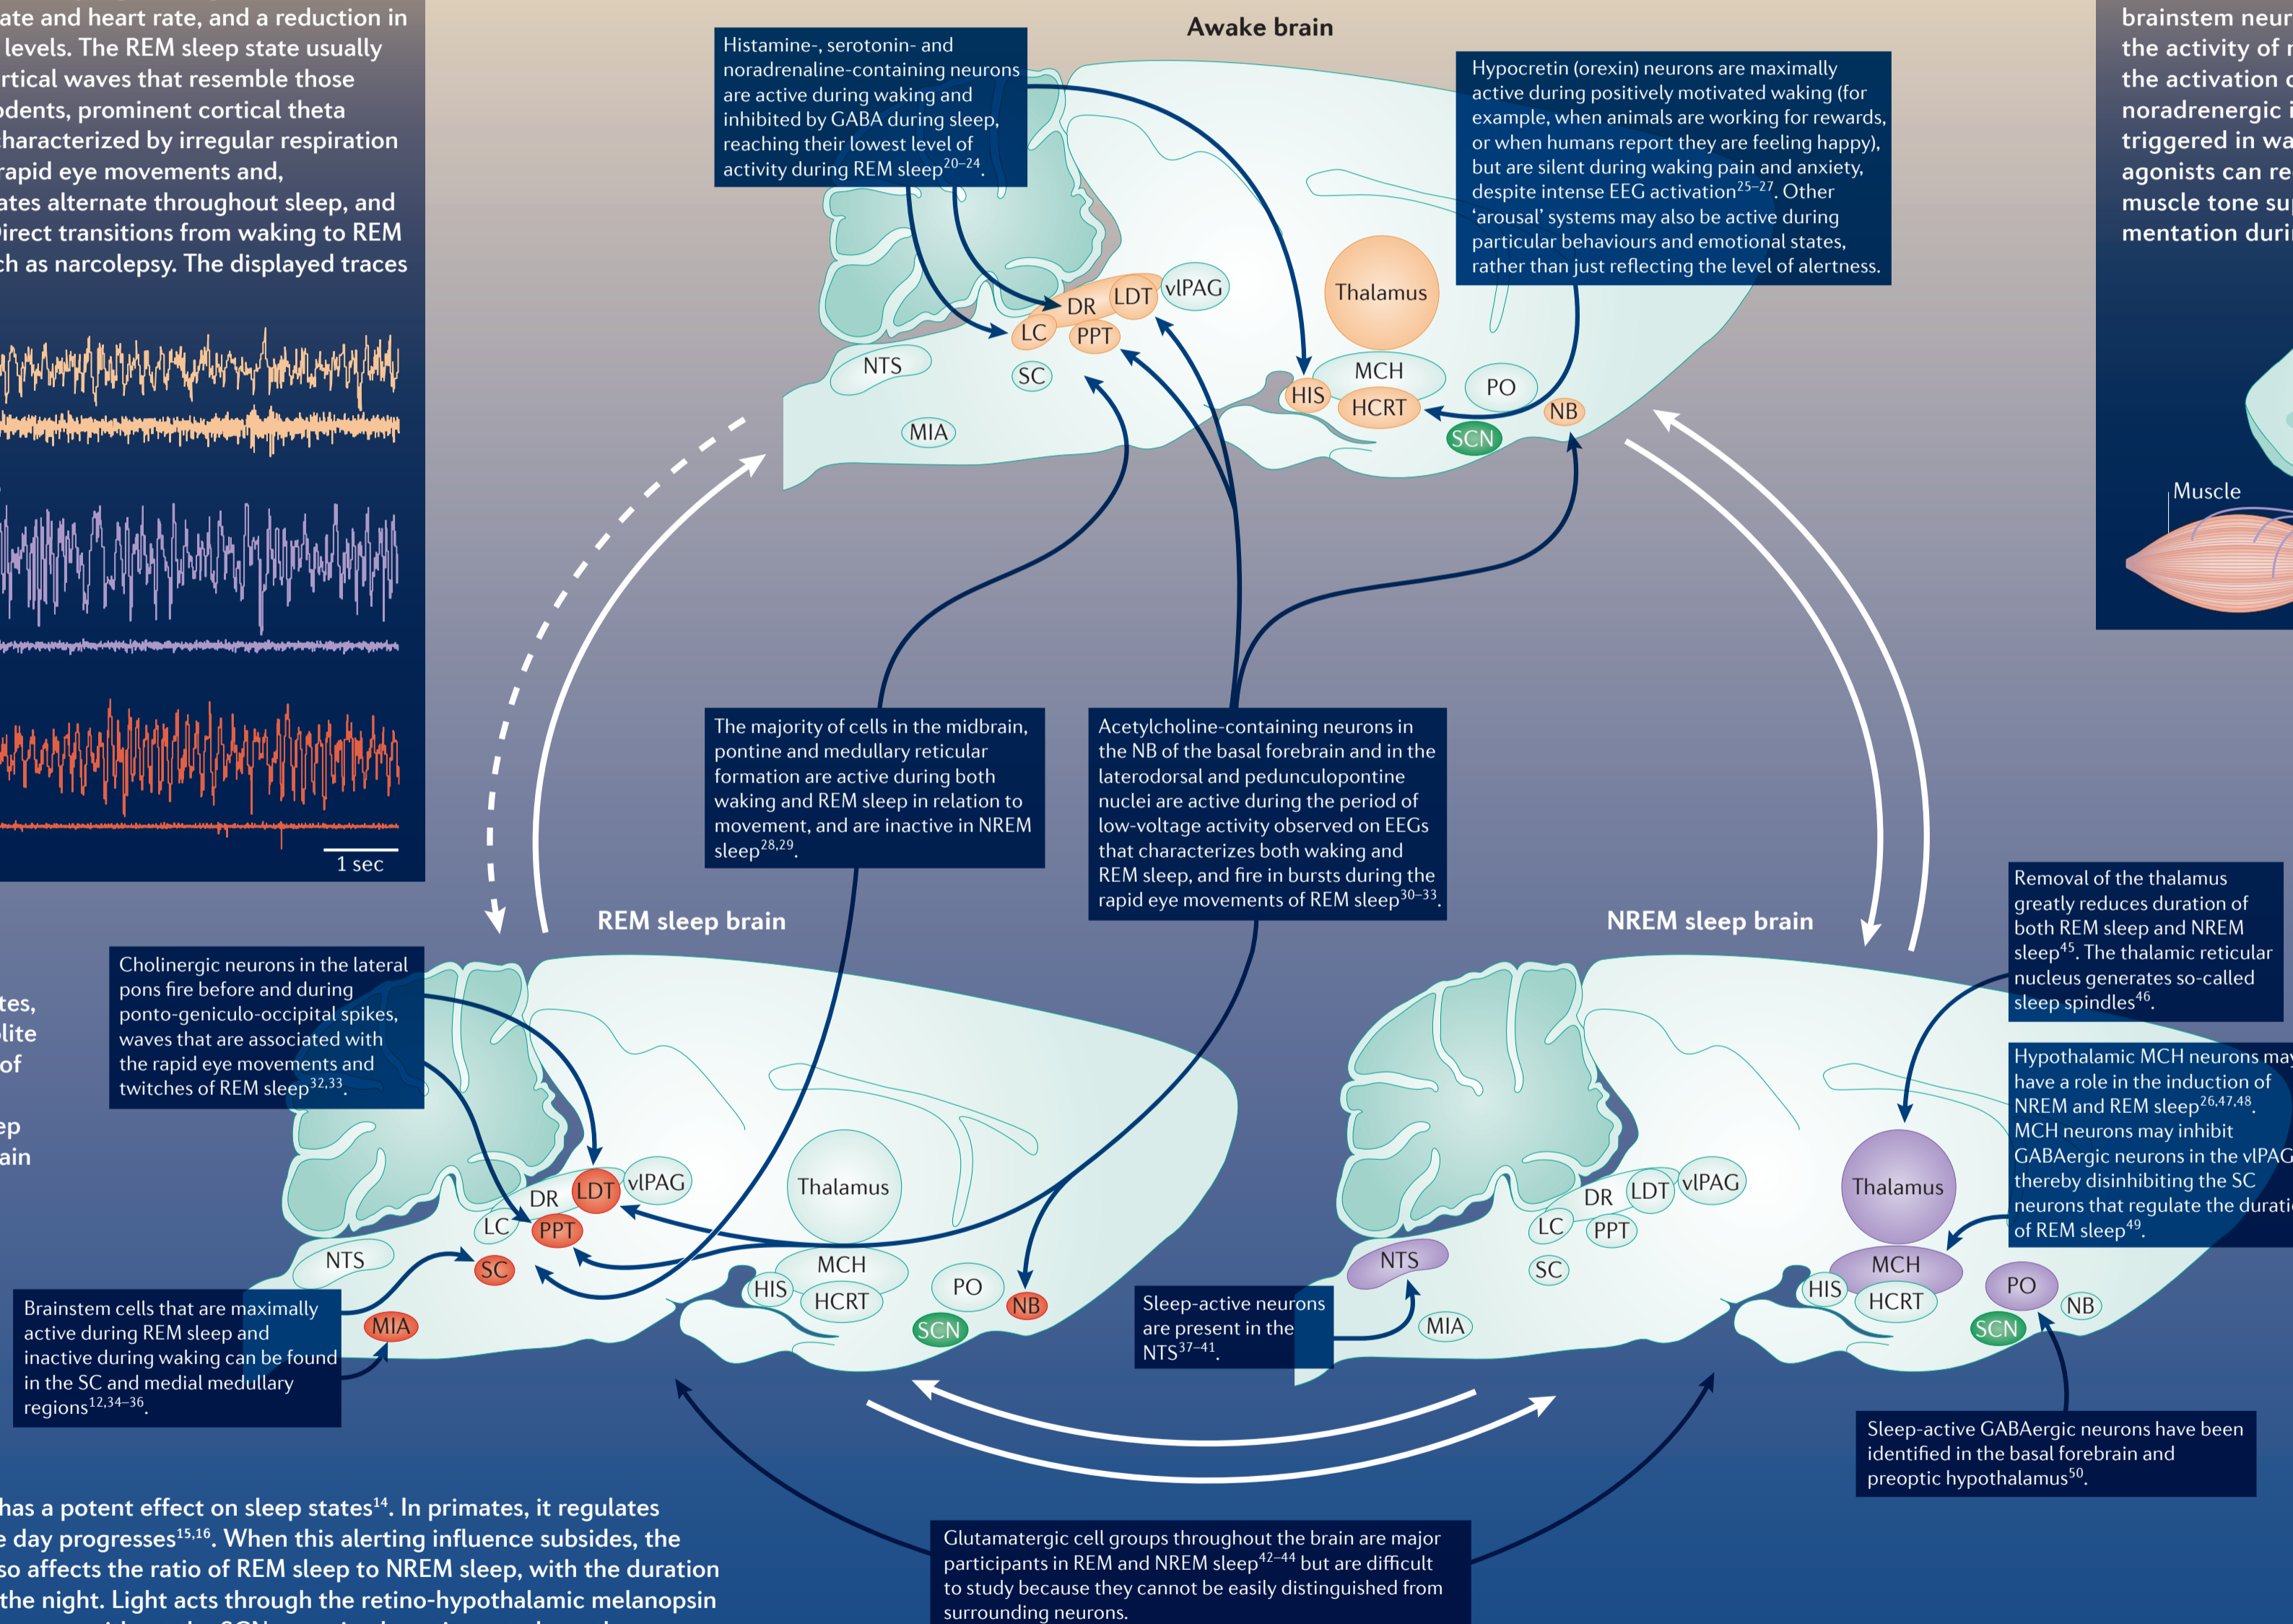 ate and heart rate, and a reduction in
levels. The REM sleep state usually
rtical waves that resemble those
odents, prominent cortical theta
characterized by irregular respiration
rapid eye movements and,
ates alternate throughout sleep, and
Direct transitions from waking to REM
ch as narcolepsy. The displayed traces
1 sec
Awake brain
Histamine-, serotonin- and
noradrenaline-containing neurons
are active during waking and
inhibited by GABA during sleep,
reaching their lowest level of
activity during REM sleep20–24.
Hypocretin (orexin) neurons are maximally
active during positively motivated waking (for
example, when animals are working for rewards,
or when humans report they are feeling happy),
but are silent during waking pain and anxiety,
despite intense EEG activation25–27. Other
‘arousal’ systems may also be active during
particular behaviours and emotional states,
rather than just reflecting the level of alertness.
brainstem neur
the activity of
the activation
noradrenergic i
triggered in wa
agonists can re
muscle tone su
mentation duri
Muscle
DR
LDT
vlPAG
LC
PPT
NTS
SC
MIA
Thalamus
MCH
HIS
HCRT
PO
NB
SCN
The majority of cells in the midbrain,
pontine and medullary reticular
formation are active during both
waking and REM sleep in relation to
movement, and are inactive in NREM
sleep28,29.
Acetylcholine-containing neurons in
the NB of the basal forebrain and in the
laterodorsal and pedunculopontine
nuclei are active during the period of
low-voltage activity observed on EEGs
that characterizes both waking and
REM sleep, and fire in bursts during the
rapid eye movements of REM sleep30–33.
REM sleep brain
NREM sleep brain
Cholinergic neurons in the lateral
pons fire before and during
ponto-geniculo-occipital spikes,
waves that are associated with
the rapid eye movements and
twitches of REM sleep32,33.
Removal of the thalamus
greatly reduces duration of
both REM sleep and NREM
sleep45. The thalamic reticular
nucleus generates so-called
sleep spindles46.
Hypothalamic MCH neurons may
have a role in the induction of
NREM and REM sleep26,47,48.
MCH neurons may inhibit
GABAergic neurons in the vlPAG
thereby disinhibiting the SC
neurons that regulate the durati
of REM sleep49.
tes,
lite
of
ep
ain
DR
LDT
vlPAG
LC
PPT
NTS
SC
MIA
Thalamus
MCH
HIS
HCRT
PO
NB
SCN
Brainstem cells that are maximally
active during REM sleep and
inactive during waking can be found
in the SC and medial medullary
regions12,34–36.
DR
LDT
vlPAG
LC
PPT
NTS
SC
MIA
Thalamus
MCH
HIS
HCRT
PO
NB
SCN
Sleep-active neurons
are present in the
NTS37–41.
Sleep-active GABAergic neurons have been
identified in the basal forebrain and
preoptic hypothalamus50.
Glutamatergic cell groups throughout the brain are major
participants in REM and NREM sleep42–44 but are difficult
to study because they cannot be easily distinguished from
surrounding neurons.
has a potent effect on sleep states14. In primates, it regulates
e day progresses15,16. When this alerting influence subsides, the
so affects the ratio of REM sleep to NREM sleep, with the duration
the night. Light acts through the retino-hypothalamic melanopsin